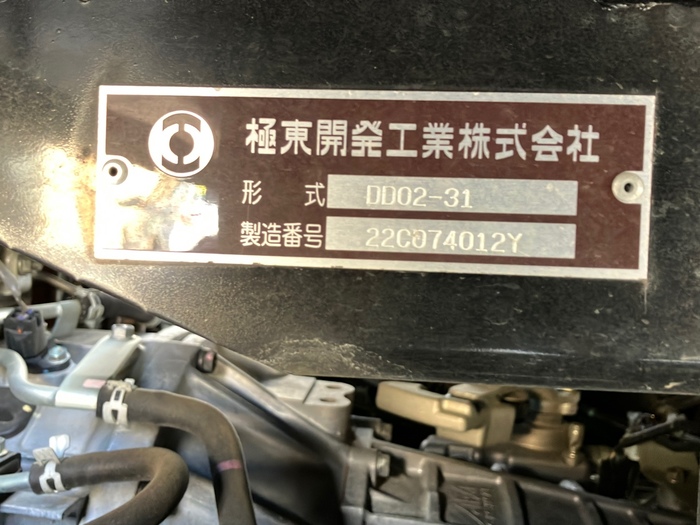 極東開発工業株式会社
形 式 DD02-31
製造番号 22C074012Y